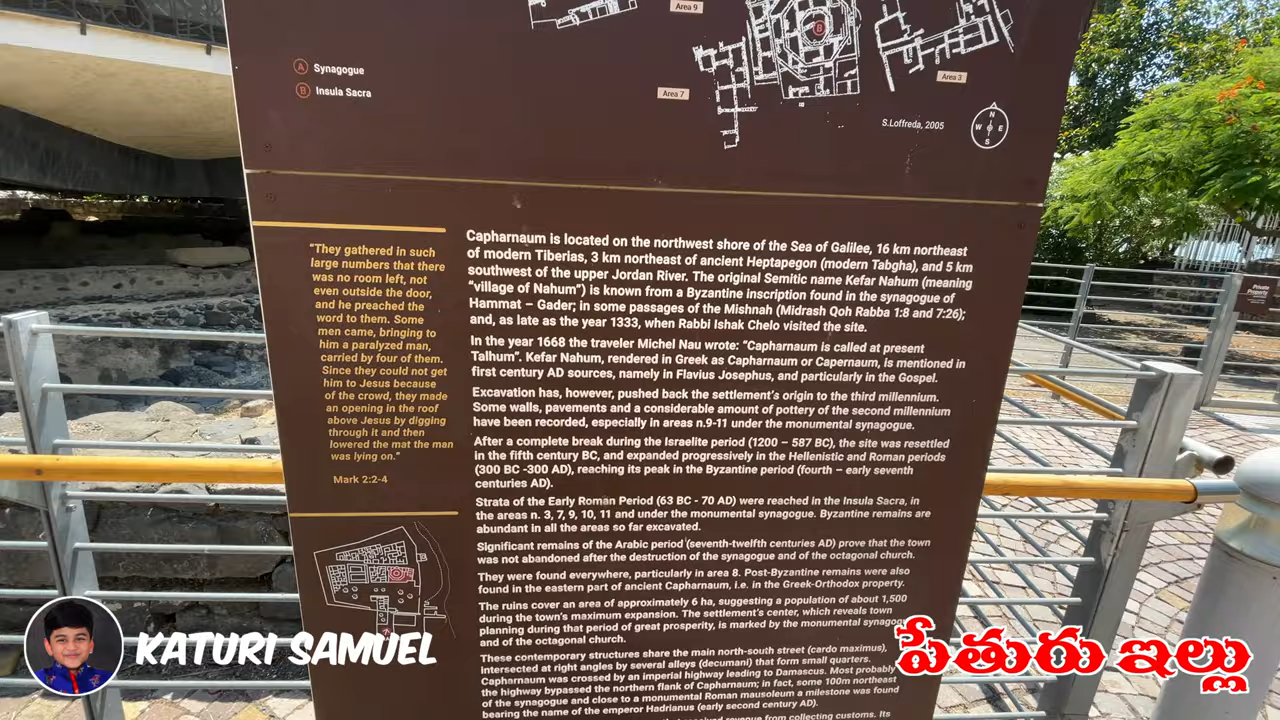 Area 9
B
Area 3
Area 7
A Synagogue
B Insula Sacra
S.Loffreda, 2005
N
W E
S
“They gathered in such
large numbers that there
was no room left, not
even outside the door,
and he preached the
word to them. Some
men came, bringing to
him a paralyzed man,
carried by four of them.
Since they could not get
him to Jesus because
of the crowd, they made
an opening in the roof
above Jesus by digging
through it and then
lowered the mat the man
was lying on.”
Mark 2:2-4
Capharnaum is located on the northwest shore of the Sea of Galilee, 16 km northeast
of modern Tiberias, 3 km northeast of ancient Heptapegon (modern Tabgha), and 5 km
southwest of the upper Jordan River. The original Semitic name Kefar Nahum (meaning
“village of Nahum”) is known from a Byzantine inscription found in the synagogue of
Hammat – Gader; in some passages of the Mishnah (Midrash Qoh Rabba 1:8 and 7:26);
and, as late as the year 1333, when Rabbi Ishak Chelo visited the site.
In the year 1668 the traveler Michel Nau wrote: “Capharnaum is called at present
Talhum”. Kefar Nahum, rendered in Greek as Capharnaum or Capernaum, is mentioned in
first century AD sources, namely in Flavius Josephus, and particularly in the Gospel.
Excavation has, however, pushed back the settlement's origin to the third millennium.
Some walls, pavements and a considerable amount of pottery of the second millennium
have been recorded, especially in areas n.9-11 under the monumental synagogue.
After a complete break during the Israelite period (1200 – 587 BC), the site was resettled
in the fifth century BC, and expanded progressively in the Hellenistic and Roman periods
(300 BC -300 AD), reaching its peak in the Byzantine period (fourth – early seventh
centuries AD).
Strata of the Early Roman Period (63 BC - 70 AD) were reached in the Insula Sacra, in
the areas n. 3, 7, 9, 10, 11 and under the monumental synagogue. Byzantine remains are
abundant in all the areas so far excavated.
Significant remains of the Arabic period (seventh-twelfth centuries AD) prove that the town
was not abandoned after the destruction of the synagogue and of the octagonal church.
They were found everywhere, particularly in area 8. Post-Byzantine remains were also
found in the eastern part of ancient Capharnaum, i.e. in the Greek-Orthodox property.
The ruins cover an area of approximately 6 ha, suggesting a population of about 1,500
during the town's maximum expansion. The settlement's center, which reveals town
planning during that period of great prosperity, is marked by the monumental synagog
and of the octagonal church.
These contemporary structures share the main north-south street (cardo maximus),
intersected at right angles by several alleys (decumani) that form small quarters.
Capharnaum was crossed by an imperial highway leading to Damascus. Most probably
the highway bypassed the northern flank of Capharnaum; in fact, some 100m northeast
of the synagogue and close to a monumental Roman mausoleum a milestone was found
bearing the name of the emperor Hadrianus (early second century AD).
received revenue from collecting customs. Its
Private
Property
KATURI SAMUEL
పేతురు ఇల్లు